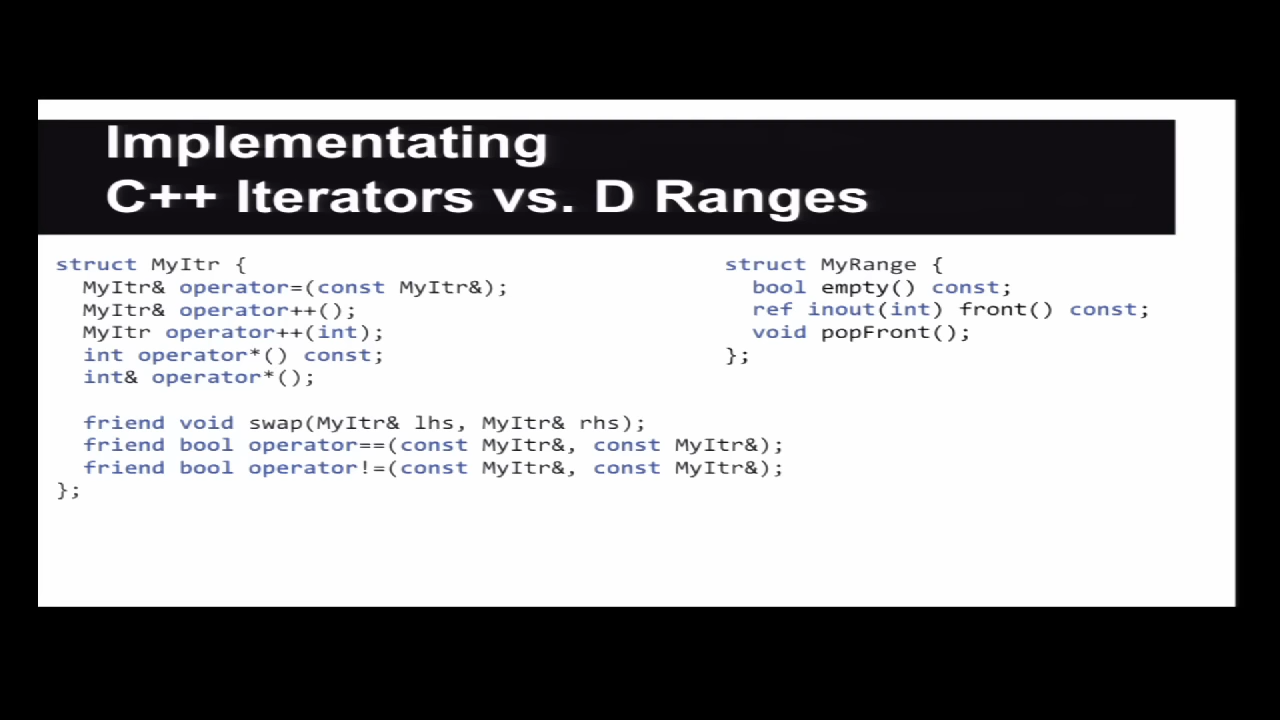 Implementating
C++ Iterators vs. D Ranges
struct MyItr {
MyItr& operator=(const MyItr&);
MyItr& operator++();
MyItr operator++(int);
int operator*() const;
int& operator*();
friend void swap(MyItr& lhs, MyItr& rhs);
friend bool operator==(const MyItr&, const MyItr&);
friend bool operator!=(const MyItr&, const MyItr&);
};
struct MyRange {
bool empty() const;
ref inout(int) front() const;
void popFront();
};